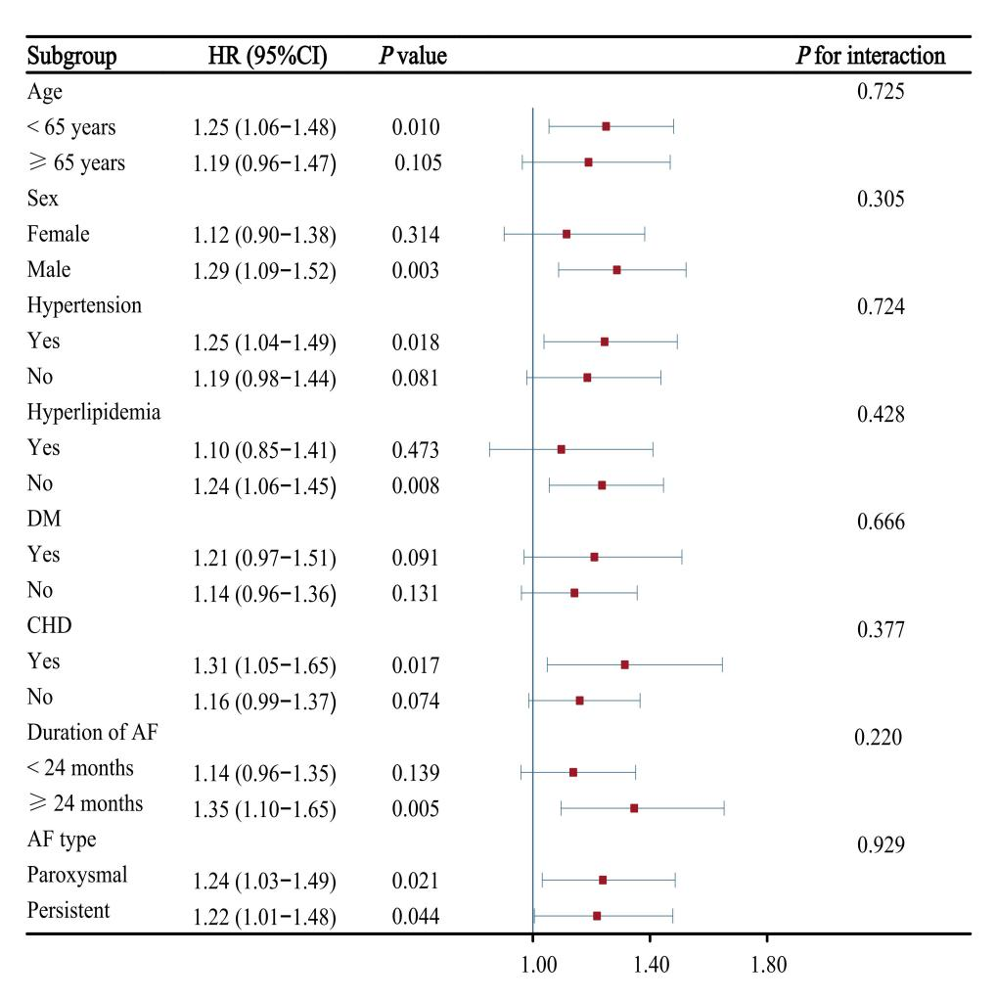 Subgroup HR (95%CI) P value P for interaction
Age 0.725
< 65 years 1.25 (1.06−1.48) 0.010
⩾ 65 years 1.19 (0.96−1.47) 0.105
Sex 0.305
Female 1.12 (0.90−1.38) 0.314
Male 1.29 (1.09−1.52) 0.003
Hypertension 0.724
Yes 1.25 (1.04−1.49) 0.018
No 1.19 (0.98−1.44) 0.081
Hyperlipidemia 0.428
Yes 1.10 (0.85−1.41) 0.473
No 1.24 (1.06−1.45) 0.008
DM 0.666
Yes 1.21 (0.97−1.51) 0.091
No 1.14 (0.96−1.36) 0.131
CHD 0.377
Yes 1.31 (1.05−1.65) 0.017
No 1.16 (0.99−1.37) 0.074
Duration of AF 0.220
< 24 months 1.14 (0.96−1.35) 0.139
⩾ 24 months 1.35 (1.10−1.65) 0.005
AF type 0.929
Paroxysmal 1.24 (1.03−1.49) 0.021
Persistent 1.22 (1.01−1.48) 0.044
1.00 1.40 1.80